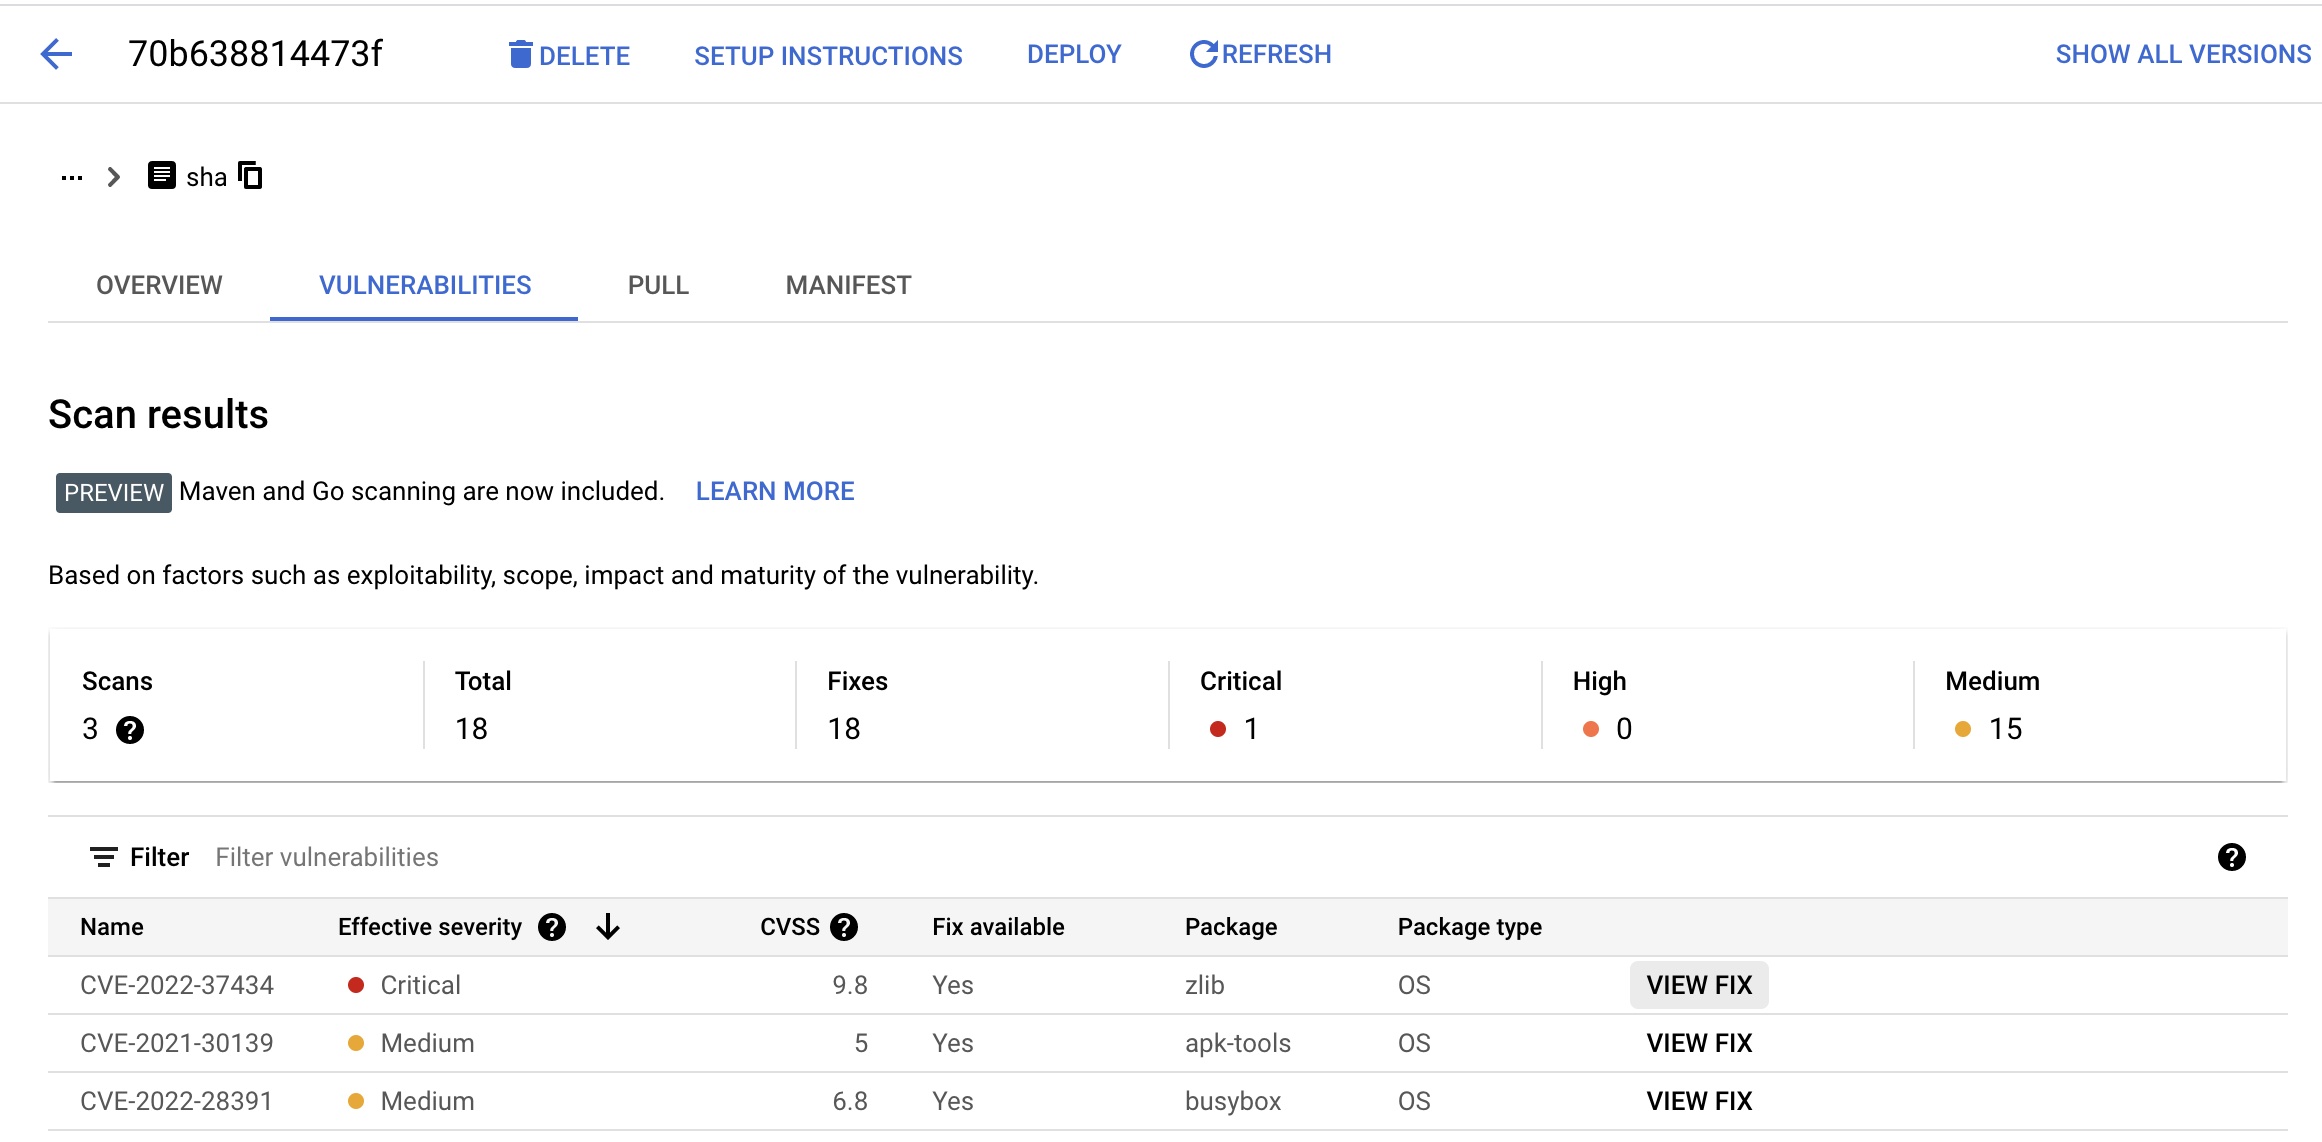 70b638814473f DELETE SETUP INSTRUCTIONS DEPLOY REFRESH SHOW ALL VERSIONS
... sha
OVERVIEW VULNERABILITIES PULL MANIFEST
Scan results
PREVIEW Maven and Go scanning are now included. LEARN MORE
Based on factors such as exploitability, scope, impact and maturity of the vulnerability.
Scans Total Fixes Critical High Medium
3 18 18 1 0 15
Filter Filter vulnerabilities
Name Effective severity CVSS Fix available Package Package type
CVE-2022-37434 Critical 9.8 Yes zlib OS VIEW FIX
CVE-2021-30139 Medium 5 Yes apk-tools OS VIEW FIX
CVE-2022-28391 Medium 6.8 Yes busybox OS VIEW FIX